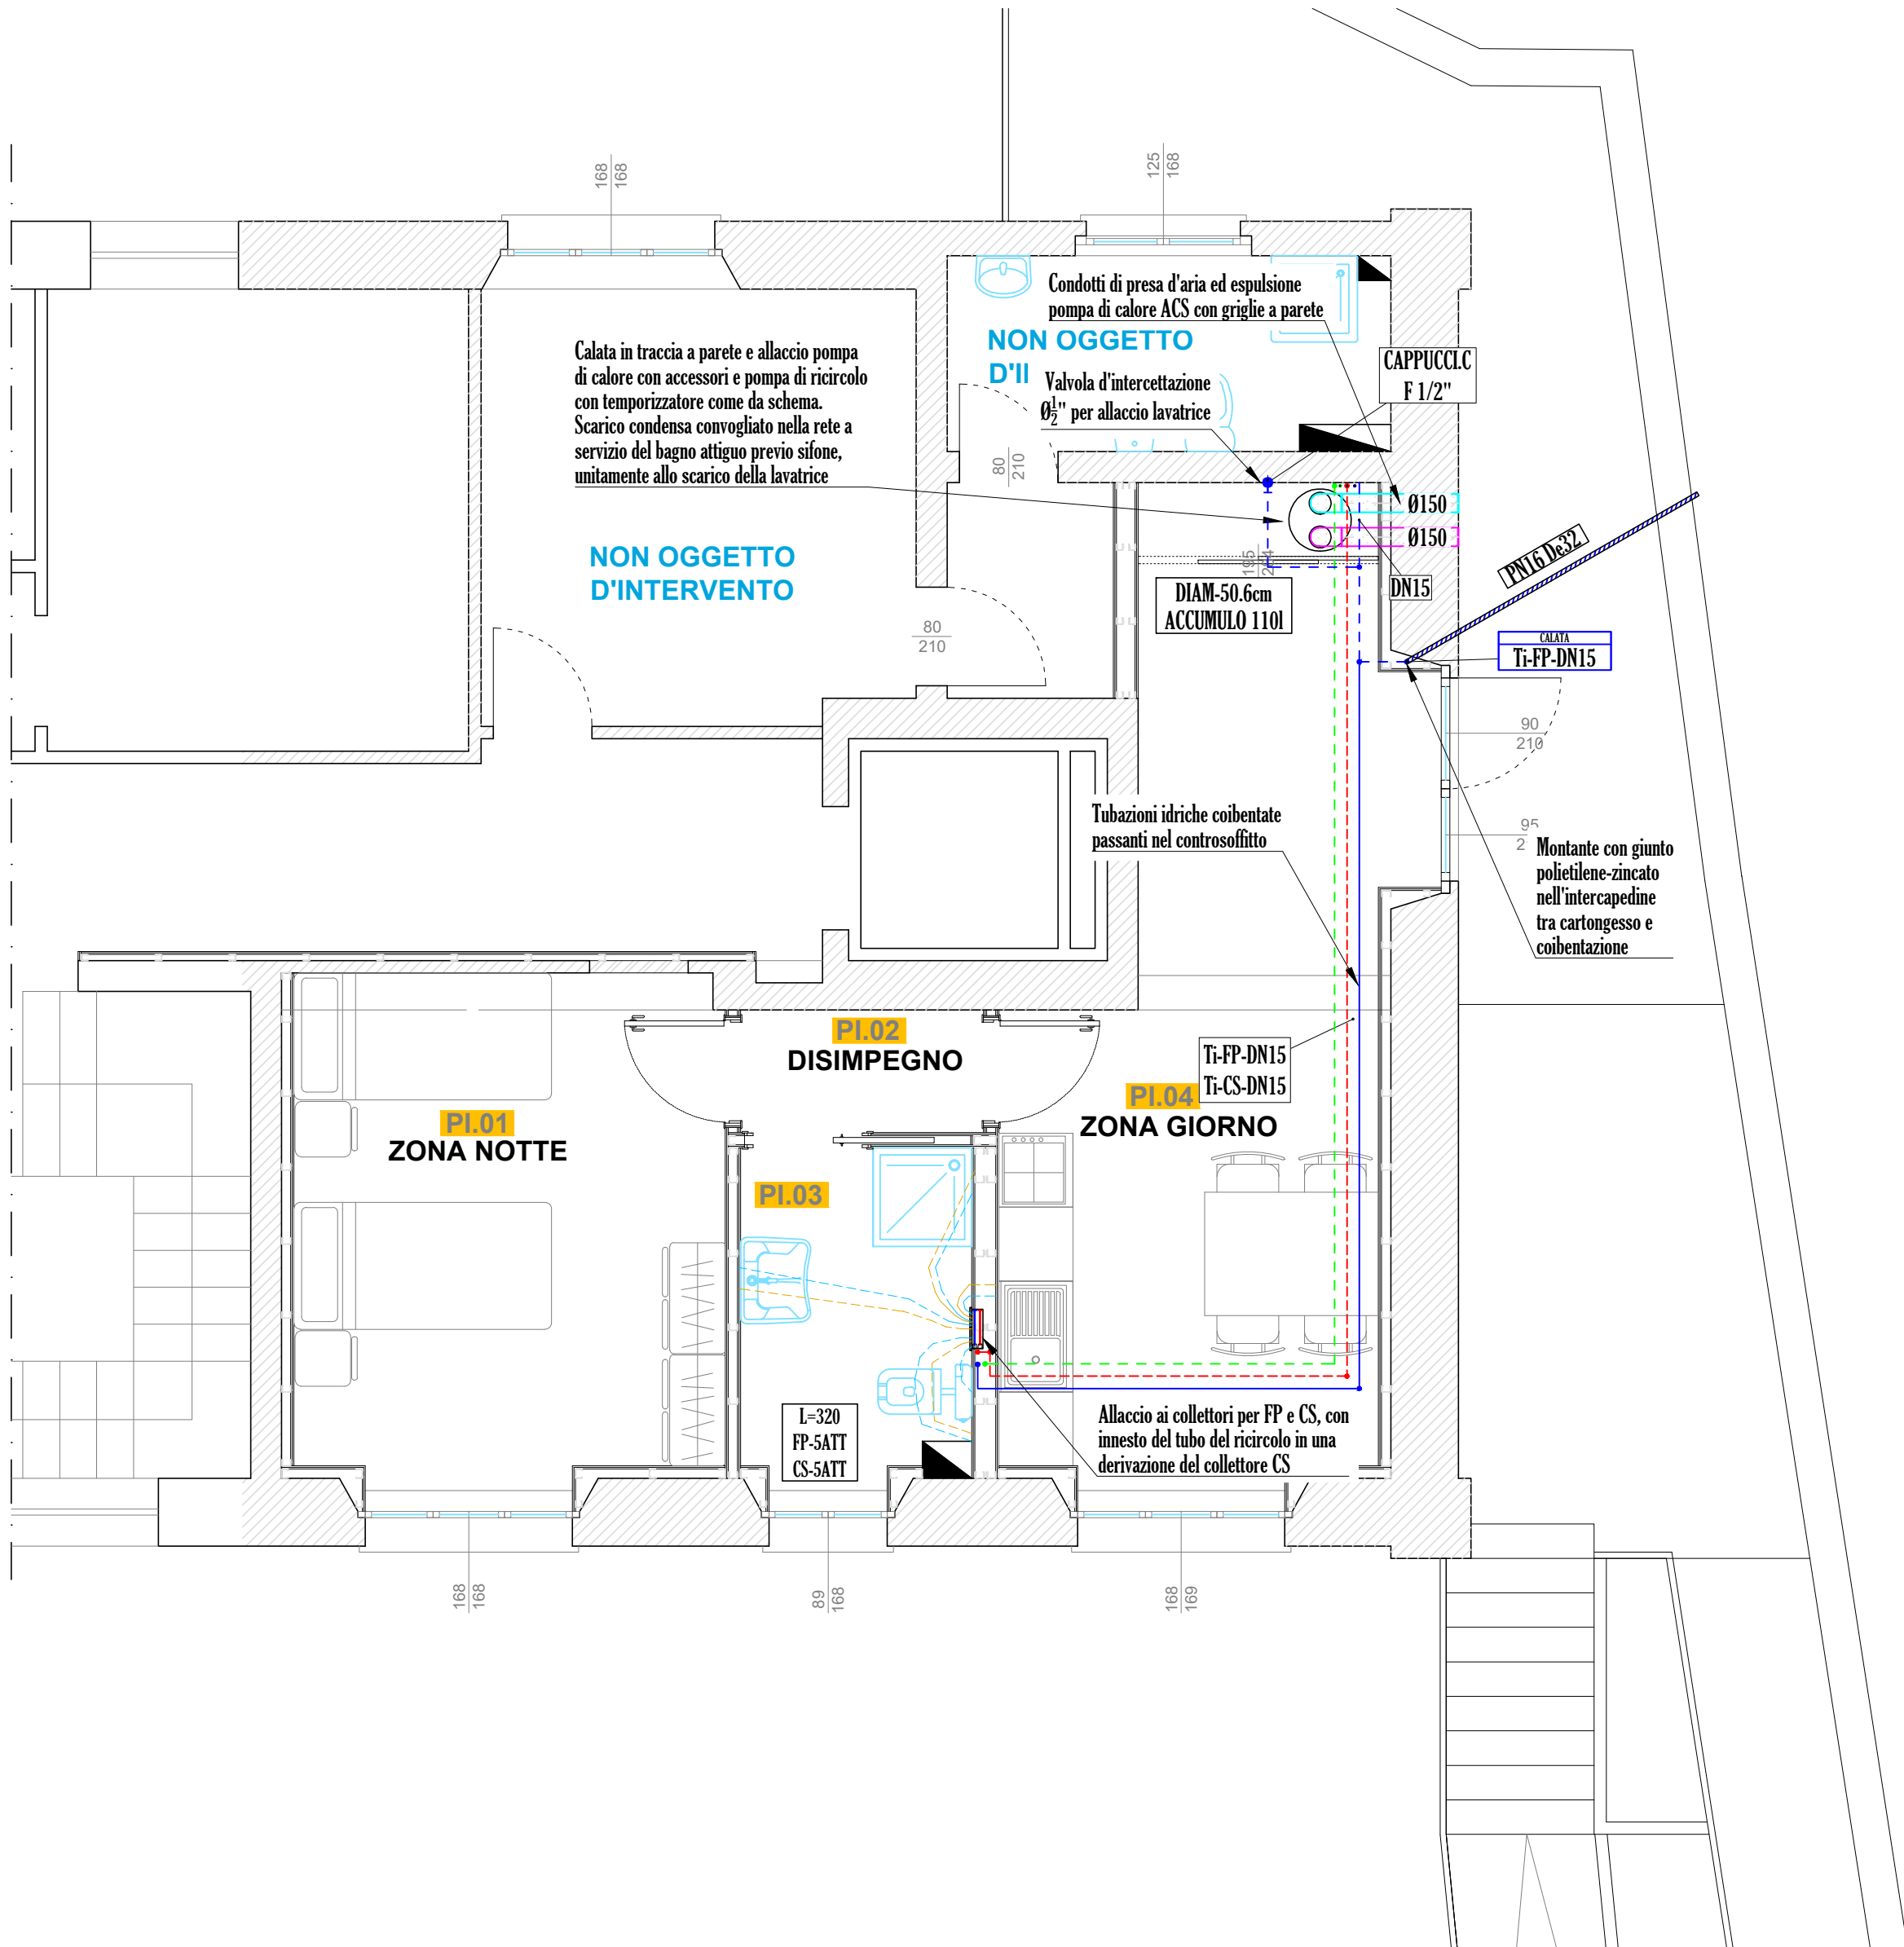 168
168
125
168
Condotti di presa d'aria ed espulsione
pompa di calore ACS con griglie a parete
NON OGGETTO
Calata in traccia a parete e allaccio pompa
di calore con accessori e pompa di ricircolo
con temporizzatore come da schema.
Scarico condensa convogliato nella rete a
servizio del bagno attiguo previo sifone,
unitamente allo scarico della lavatrice
CAPPUCCI.C
F 1/2"
Valvola d'intercettazione
Ø½" per allaccio lavatrice
80
210
Ø150
Ø150
NON OGGETTO
D'INTERVENTO
PN16 De32
195
DIAM-50.6cm
ACCUMULO 110l
DN15
80
210
CALATA
Ti-FP-DN15
90
210
Tubazioni idriche coibentate
passanti nel controsoffitto
95
Montante con giunto
polietilene-zincato
nell'intercapedine
tra cartongesso e
coibentazione
PI.02
DISIMPEGNO
Ti-FP-DN15
Ti-CS-DN15
PI.04
ZONA GIORNO
PI.01
ZONA NOTTE
PI.03
L=320
FP-5ATT
CS-5ATT
Allaccio ai collettori per FP e CS, con
innesto del tubo del ricircolo in una
derivazione del collettore CS
168
168
89
168
168
169